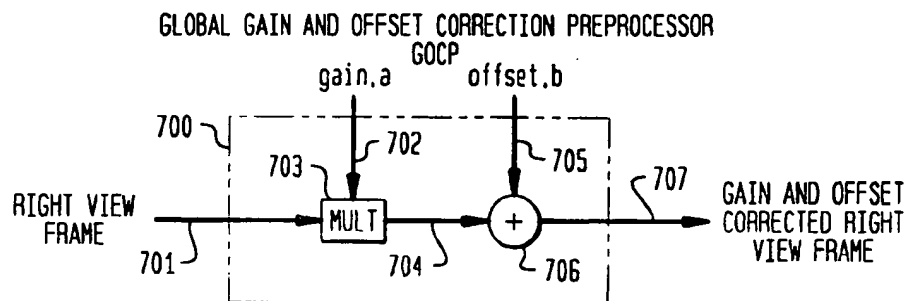 GLOBAL GAIN AND OFFSET CORRECTION PREPROCESSOR
GOCP
gain,a
offset,b
700
702
705
703
707
RIGHT VIEW
FRAME
MULT
+
GAIN AND OFFSET
CORRECTED RIGHT
VIEW FRAME
701
704
706